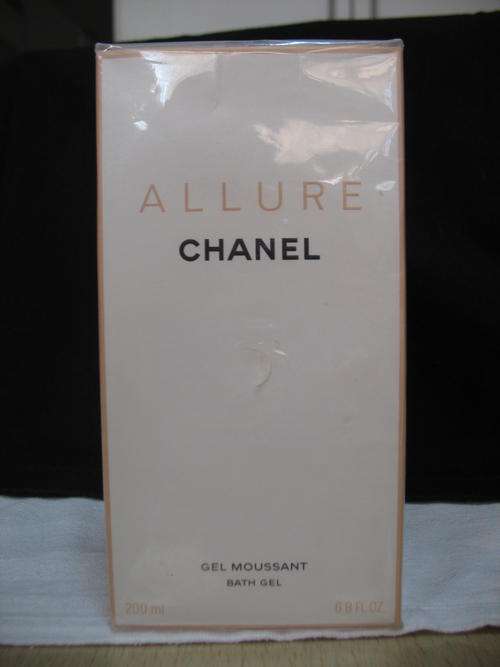 ALLURE
CHANEL
GEL MOUSSANT
BATH GEL
200 ml 6.8 FL.OZ.